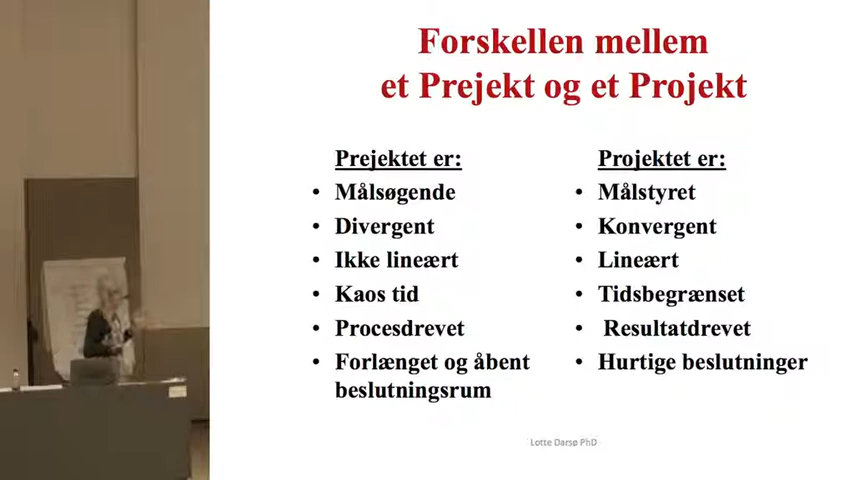 Forskellen mellem
et Prejekt og et Projekt
Prejektet er:
• Målsøgende
• Divergent
• Ikke lineært
• Kaos tid
• Procesdrevet
• Forlænget og åbent
beslutningsrum
Projektet er:
• Målstyret
• Konvergent
• Lineært
• Tidsbegrænset
• Resultatdrevet
• Hurtige beslutninger
Lotte Darsø PhD